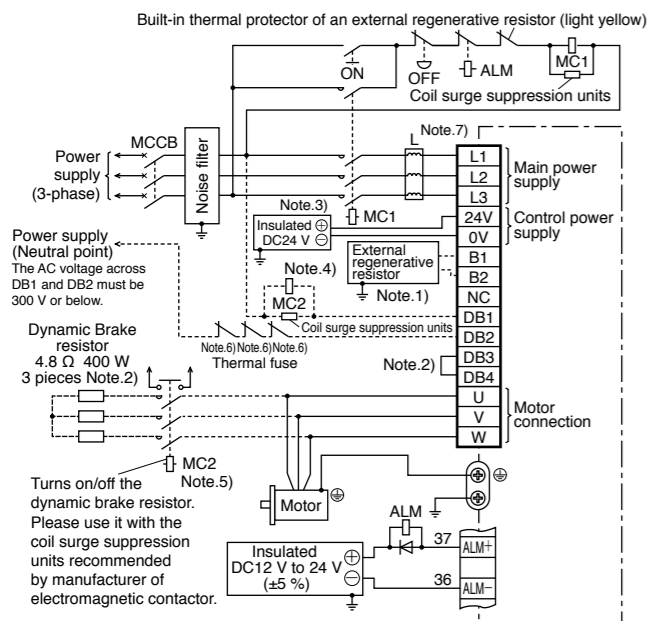 Built-in thermal protector of an external regenerative resistor (light yellow)
ON
OFF
ALM
MC1
Coil surge suppression units
Note.7)
L
MCCB
Noise filter
Power
supply
(3-phase)
L1
L2
L3
Main power
supply
MC1
Note.3)
Insulated
DC24 V
24V
0V
Control power
supply
Power supply
(Neutral point)
The AC voltage across
DB1 and DB2 must be
300 V or below.
External
regenerative
resistor
B1
B2
Note.1)
Note.4)
MC2
Coil surge suppression units
NC
DB1
DB2
Note.6) Note.6) Note.6)
Thermal fuse
Note.2)
DB3
DB4
Dynamic Brake
resistor
4.8 Ω 400 W
3 pieces Note.2)
U
V
W
Motor
connection
MC2
Note.5)
Turns on/off the
dynamic brake resistor.
Please use it with the
coil surge suppression
units recommended
by manufacturer of
electromagnetic contactor.
Motor
ALM
Insulated
DC12 V to 24 V
(±5 %)
37
ALM+
36
ALM−